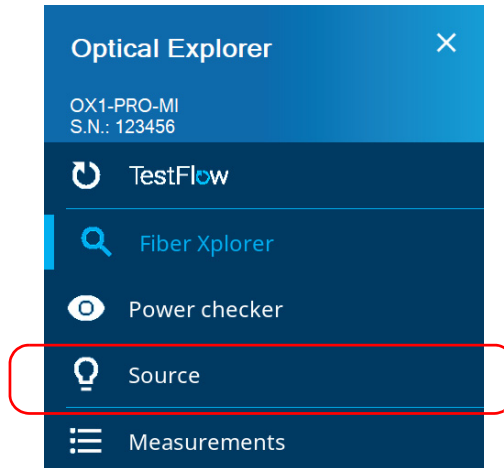 Optical Explorer
OX1-PRO-MI
S.N.: 123456
TestFlow
Fiber Xplorer
Power checker
Source
Measurements